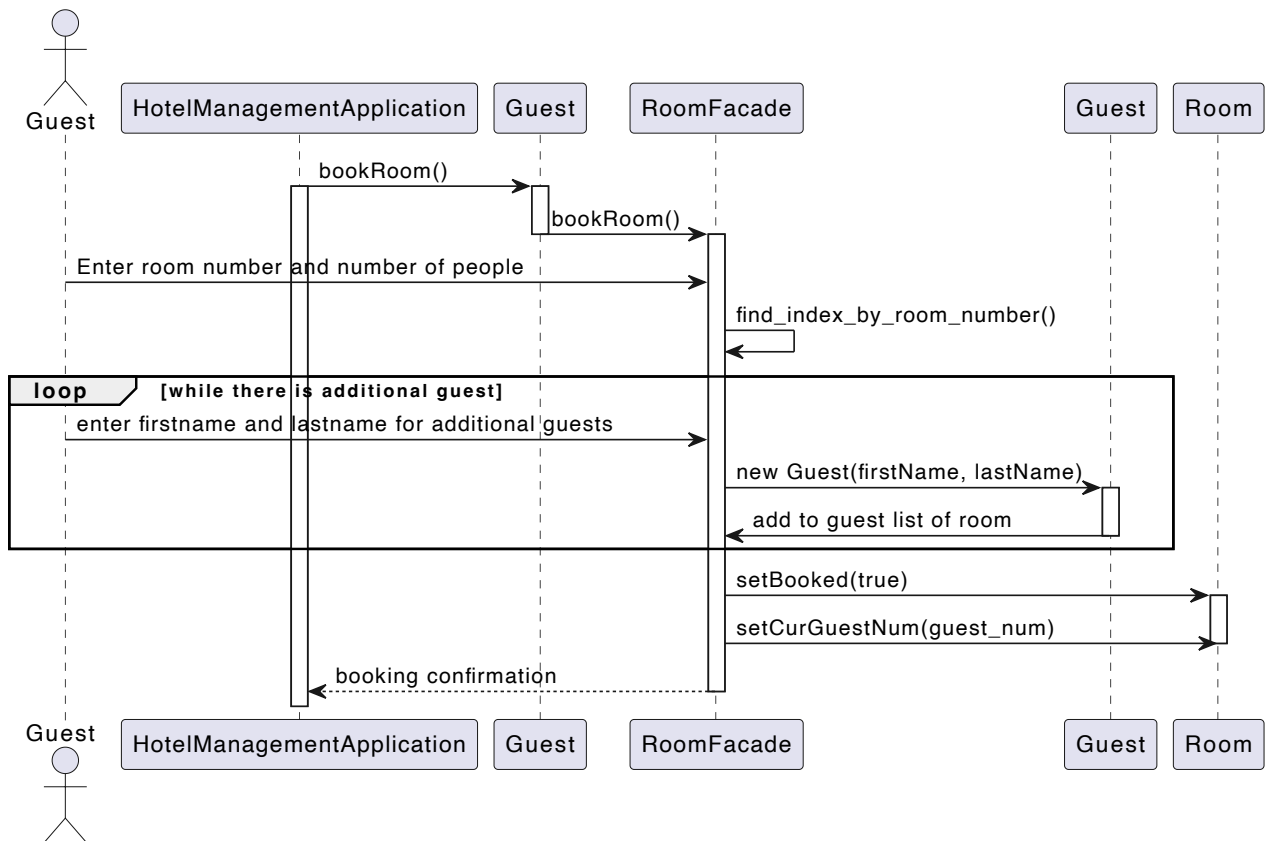 Guest
HotelManagementApplication
Guest
RoomFacade
Guest
Room
bookRoom()
bookRoom()
Enter room number and number of people
find_index_by_room_number()
loop
[while there is additional guest]
enter firstname and lastname for additional guests
new Guest(firstName, lastName)
add to guest list of room
setBooked(true)
setCurGuestNum(guest_num)
booking confirmation
Guest
HotelManagementApplication
Guest
RoomFacade
Guest
Room